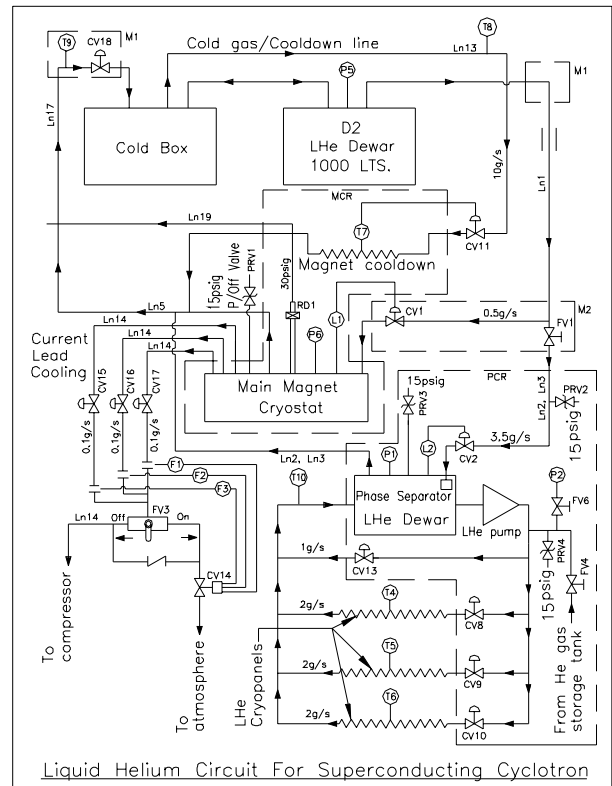 T9
CV18
M1
Cold gas/Cooldown line
Ln13
T8
P5
M1
Ln17
Cold Box
D2
LHe Dewar
1000 LTS.
10g/s
Ln1
MCR
Ln19
T7
CV11
Magnet cooldown
15psig
P/Off Valve
PRV1
30psig
RD1
Ln5
Ln14
Ln14
Ln14
Current
Lead
Cooling
CV15
CV16
CV17
P6
L1
CV1
0.5g/s
FV1
M2
Main Magnet
Cryostat
PCR
15psig
PRV3
Ln2, Ln3
PRV2
15psig
0.1g/s
0.1g/s
0.1g/s
Ln2, Ln3
P1
L2
CV2
3.5g/s
F1
F2
F3
T10
Phase Separator
LHe Dewar
LHe pump
P2
FV6
Ln14
Off
FV3
On
CV14
1g/s
CV13
PRV4
15psig
FV4
To
compressor
To
atmosphere
LHe
Cryopanels
2g/s
T4
CV8
2g/s
T5
CV9
2g/s
T6
CV10
From He gas
storage tank
Liquid Helium Circuit For Superconducting Cyclotron